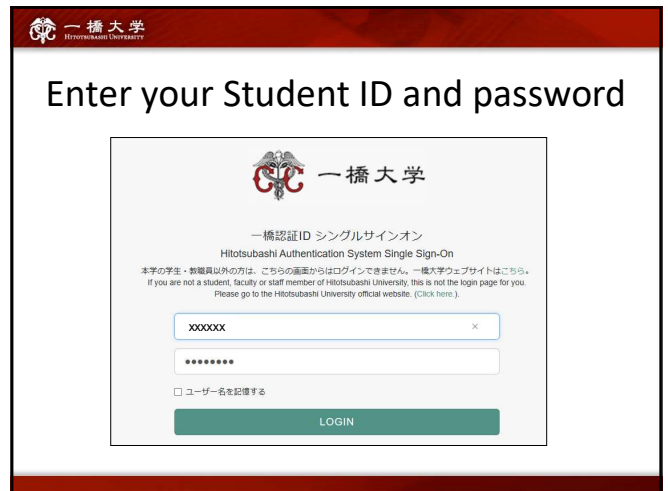 一橋大学
HITOTSUBASHI UNIVERSITY
Enter your Student ID and password
一橋大学
一橋認証ID シングルサインオン
Hitotsubashi Authentication System Single Sign-On
本学の学生・教職員以外の方は、こちらの画面からはログインできません。一橋大学ウェブサイトはこちら。
If you are not a student, faculty or staff member of Hitotsubashi University, this is not the login page for you.
Please go to the Hitotsubashi University official website. (Click here.).
xxxxxx ×
●●●●●●●●
ユーザー名を記憶する
LOGIN